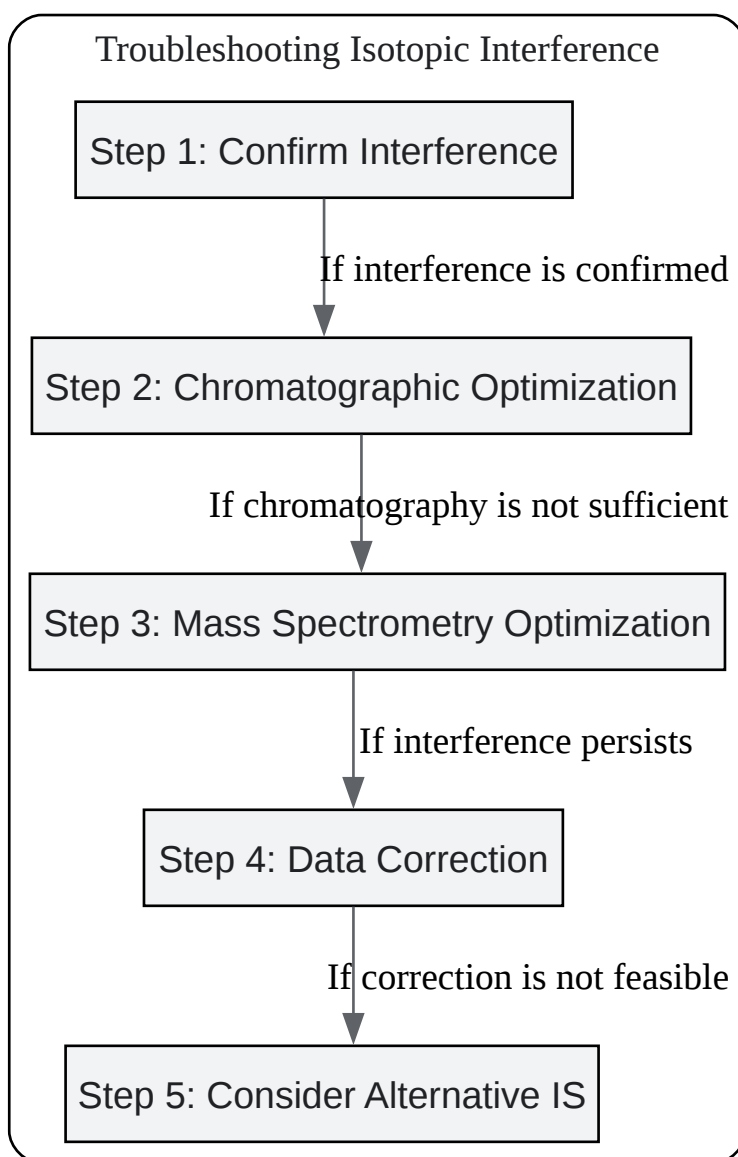 Troubleshooting Isotopic Interference
Step 1: Confirm Interference
If interference is confirmed
Step 2: Chromatographic Optimization
If chromatography is not sufficient
Step 3: Mass Spectrometry Optimization
If interference persists
Step 4: Data Correction
If correction is not feasible
Step 5: Consider Alternative IS